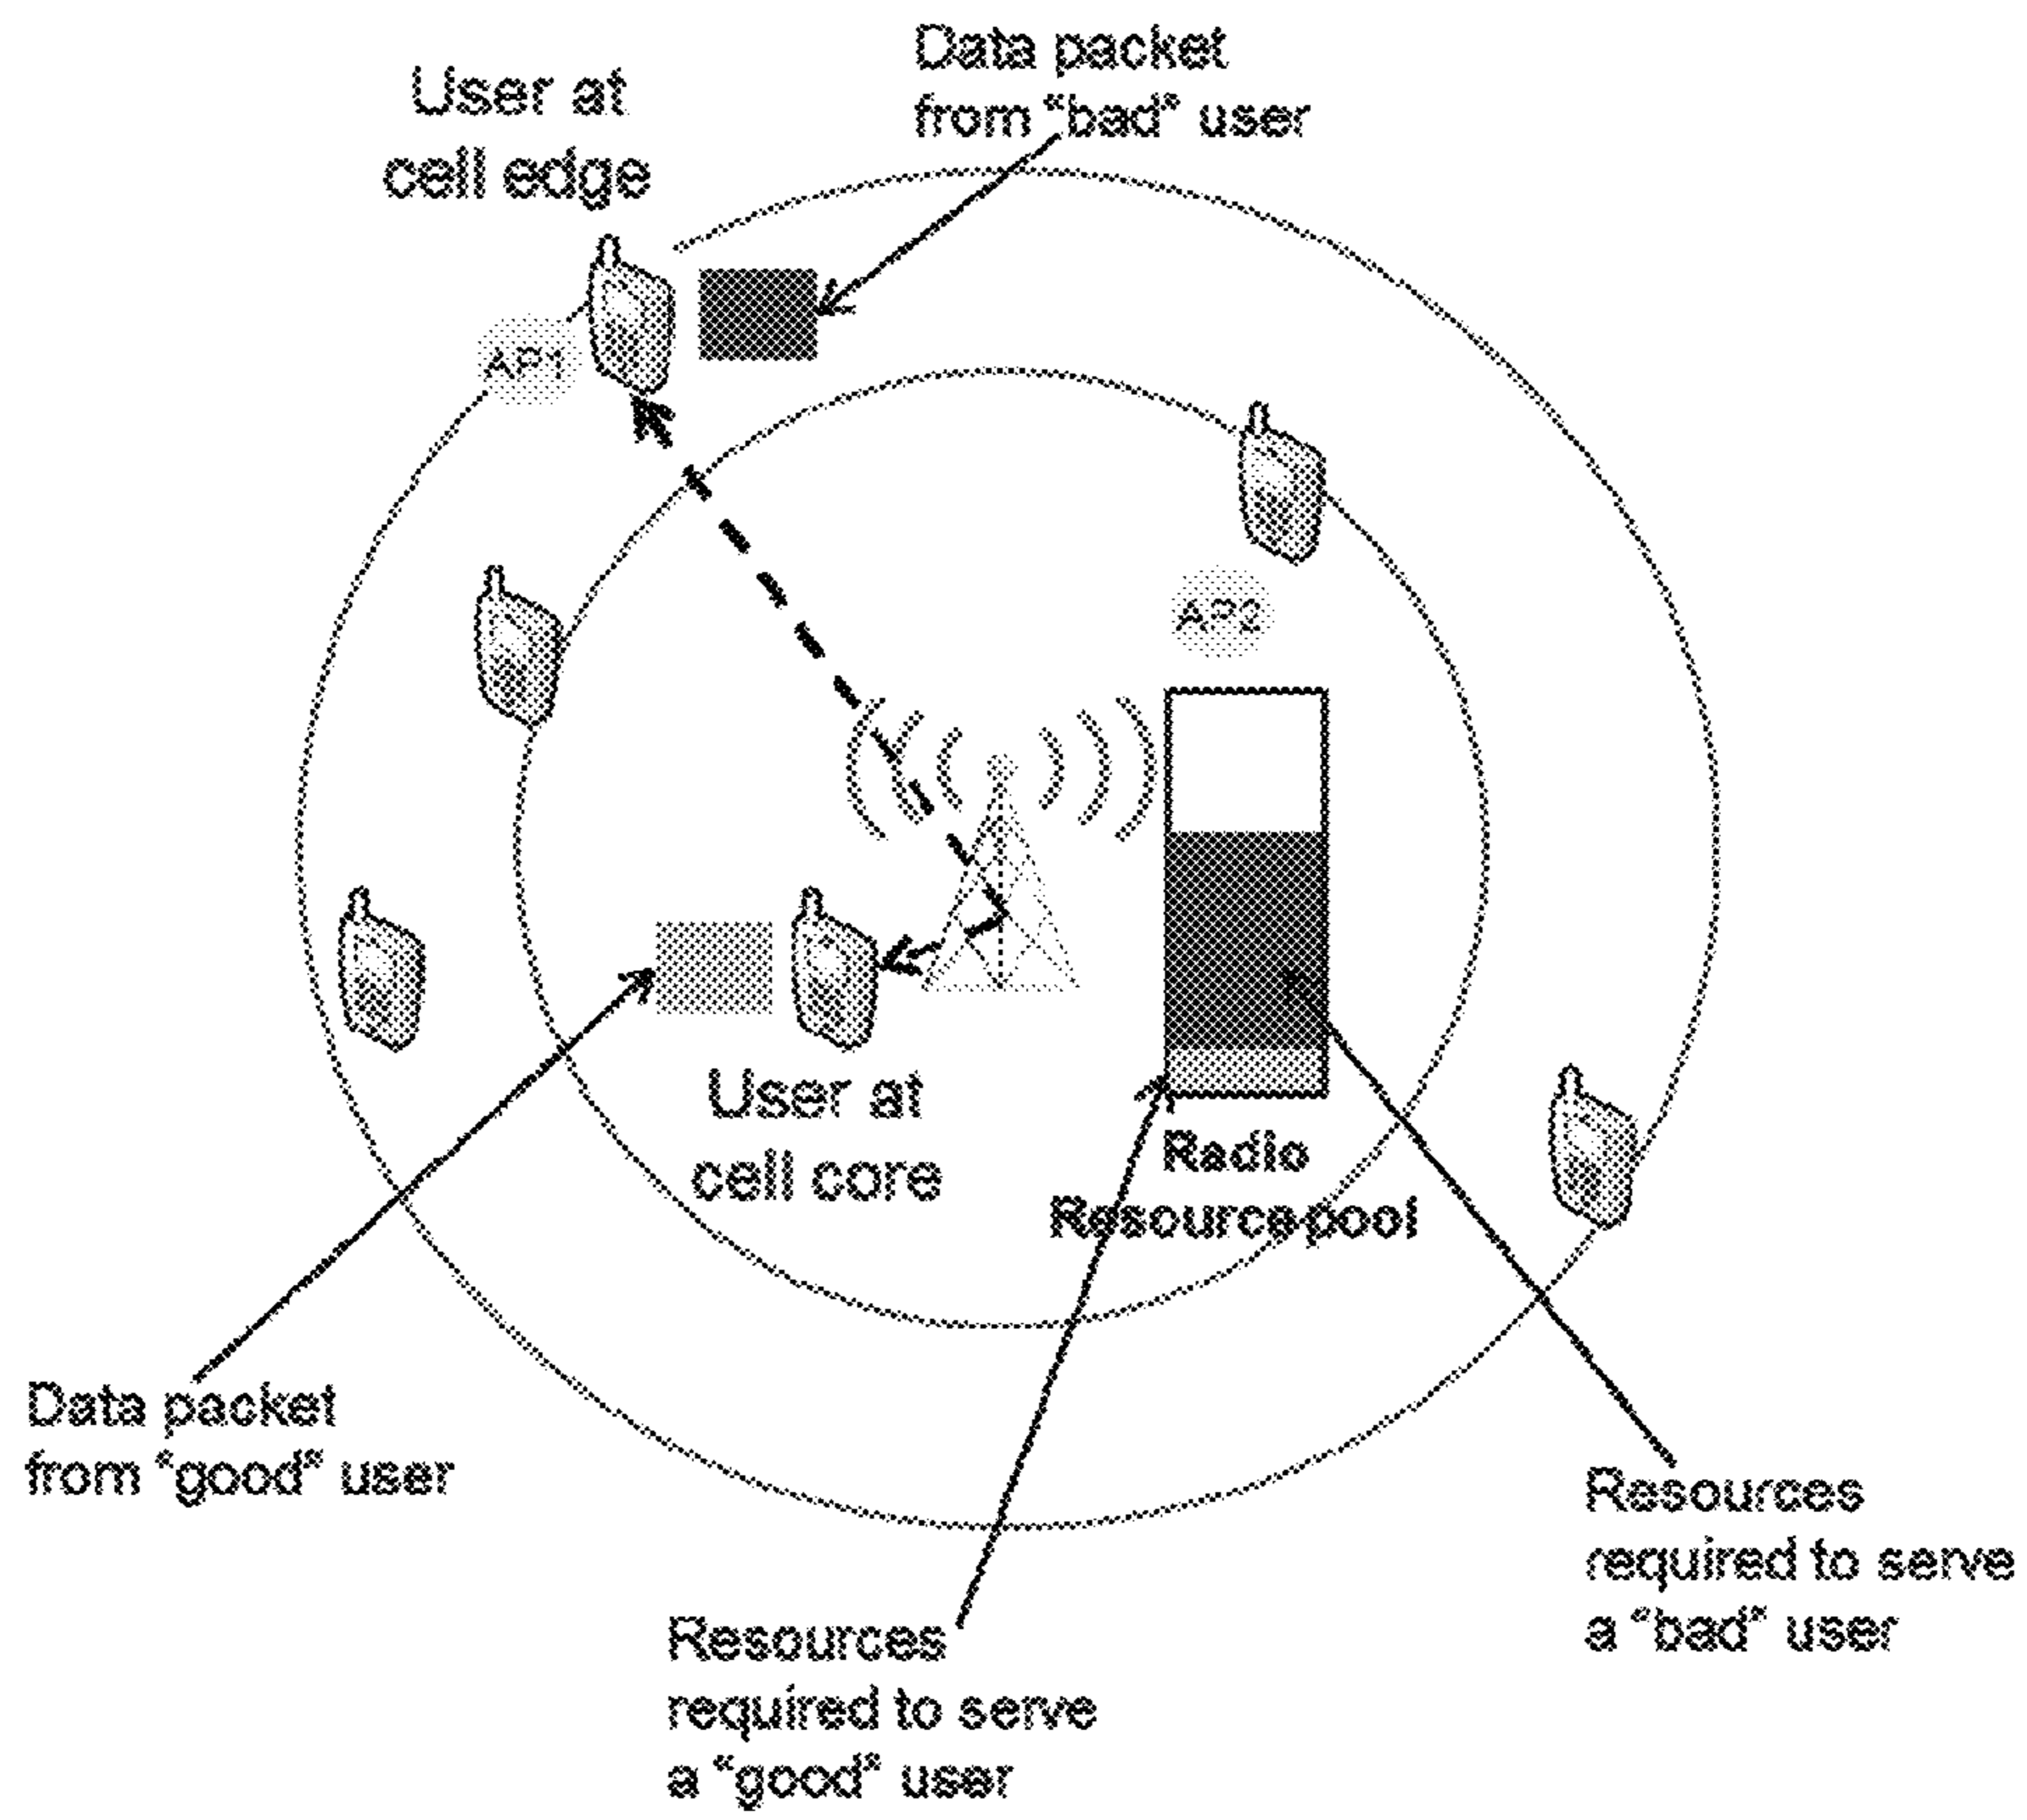 Data packet
from "bad" user
User at
cell edge
AP1
AP2
User at
cell core
Radio
Resource pool
Data packet
from "good" user
Resources
required to serve
a "bad" user
Resources
required to serve
a "good" user